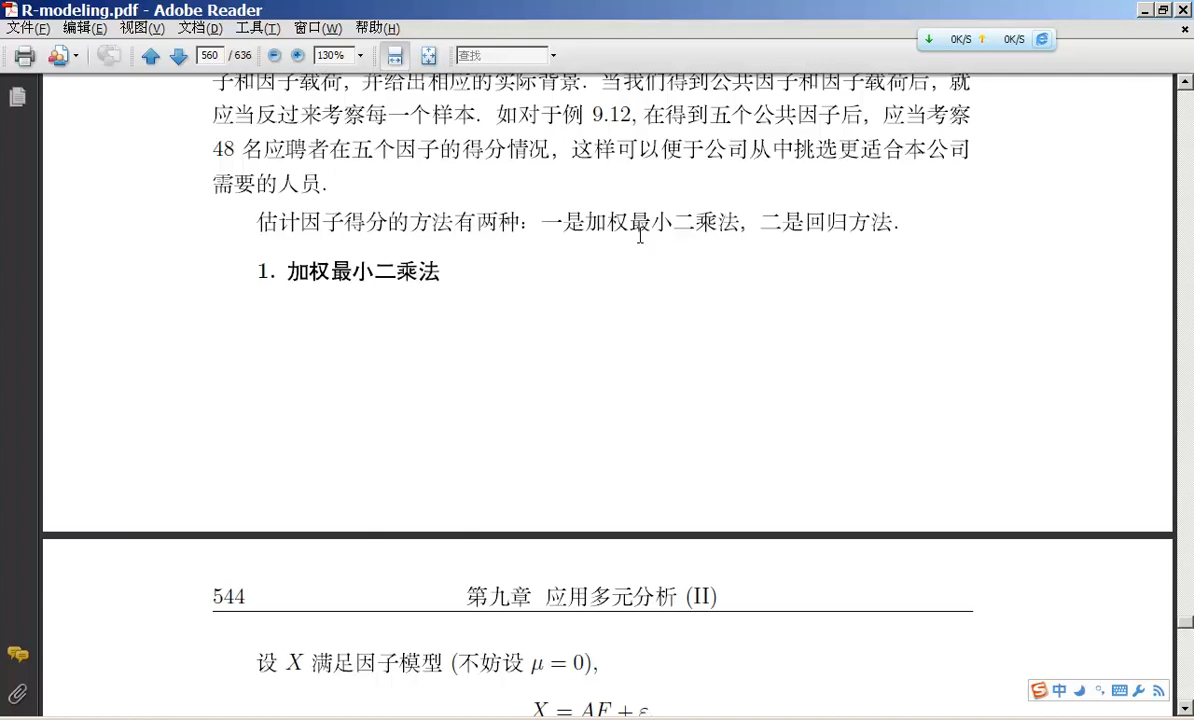 R-modeling.pdf - Adobe Reader
文件(F) 编辑(E) 视图(V) 文档(D) 工具(T) 窗口(W) 帮助(H)
560 / 636 130% 查找
0K/S 0K/S
子和因子载荷, 并给出相应的实际背景. 当我们得到公共因子和因子载荷后, 就
应当反过来考察每一个样本. 如对于例 9.12, 在得到五个公共因子后, 应当考察
48 名应聘者在五个因子的得分情况, 这样可以便于公司从中挑选更适合本公司
需要的人员.
估计因子得分的方法有两种: 一是加权最小二乘法, 二是回归方法.
1. 加权最小二乘法
544 第九章 应用多元分析 (II)
设 X 满足因子模型 (不妨设 μ = 0),
X = AF + ε
中